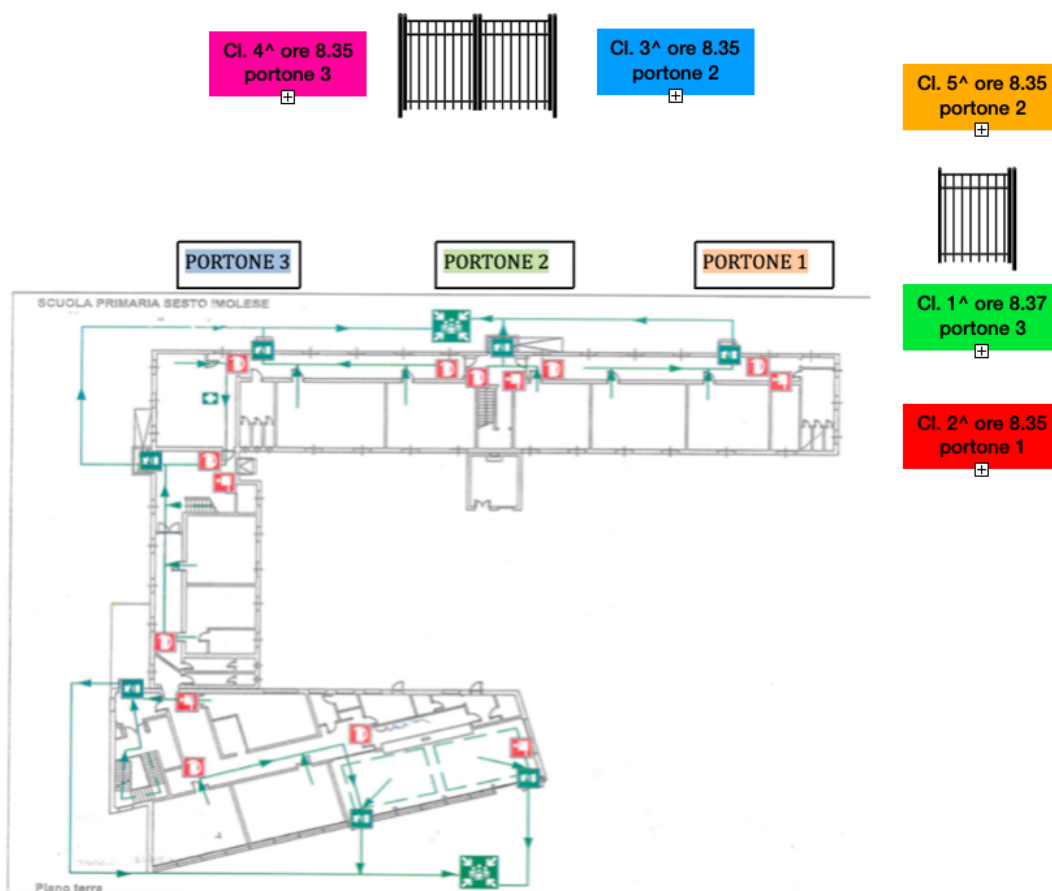 Cl. 4^ ore 8.35
portone 3
Cl. 3^ ore 8.35
portone 2
Cl. 5^ ore 8.35
portone 2
PORTONE 3
PORTONE 2
PORTONE 1
SCUOLA PRIMARIA SESTO IMOLESE
Cl. 1^ ore 8.37
portone 3
Cl. 2^ ore 8.35
portone 1
Piano terra